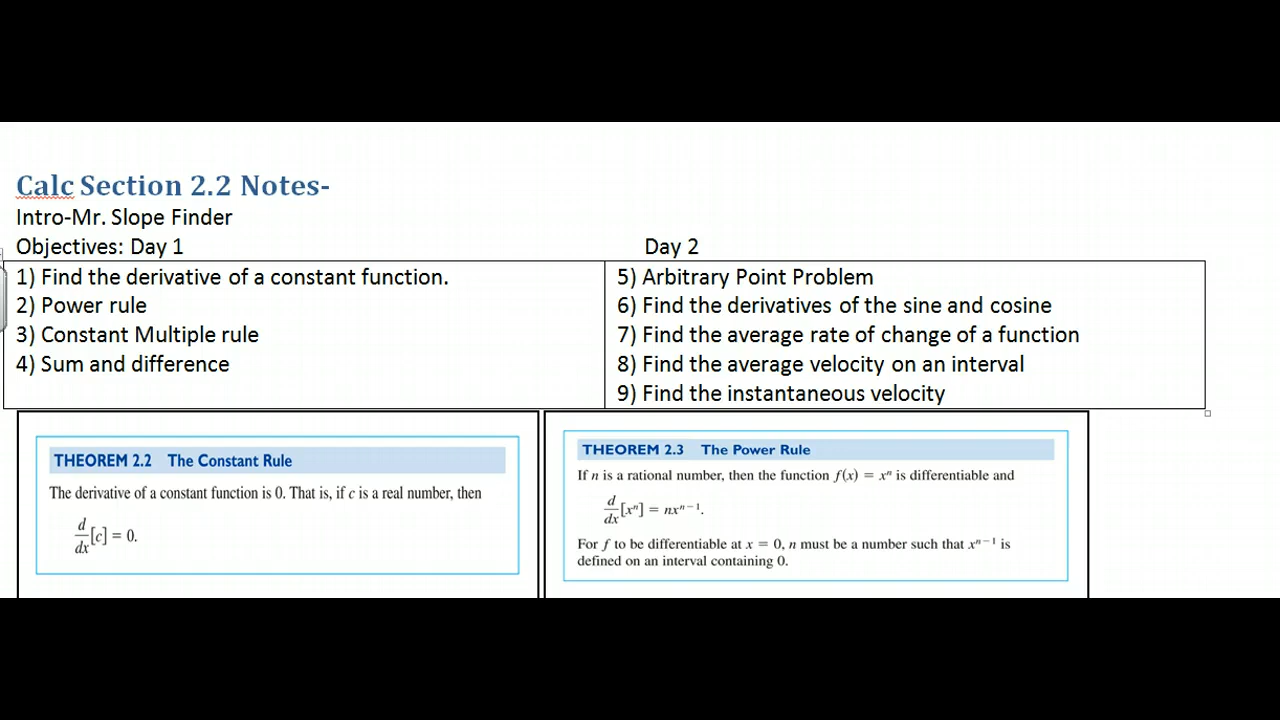 Calc Section 2.2 Notes-
Intro-Mr. Slope Finder
Objectives: Day 1
Day 2
1) Find the derivative of a constant function.
2) Power rule
3) Constant Multiple rule
4) Sum and difference
5) Arbitrary Point Problem
6) Find the derivatives of the sine and cosine
7) Find the average rate of change of a function
8) Find the average velocity on an interval
9) Find the instantaneous velocity
THEOREM 2.2 The Constant Rule
The derivative of a constant function is 0. That is, if c is a real number, then
d/dx [c] = 0.
THEOREM 2.3 The Power Rule
If n is a rational number, then the function f(x) = xⁿ is differentiable and
d/dx [xⁿ] = nxⁿ⁻¹.
For f to be differentiable at x = 0, n must be a number such that xⁿ⁻¹ is
defined on an interval containing 0.